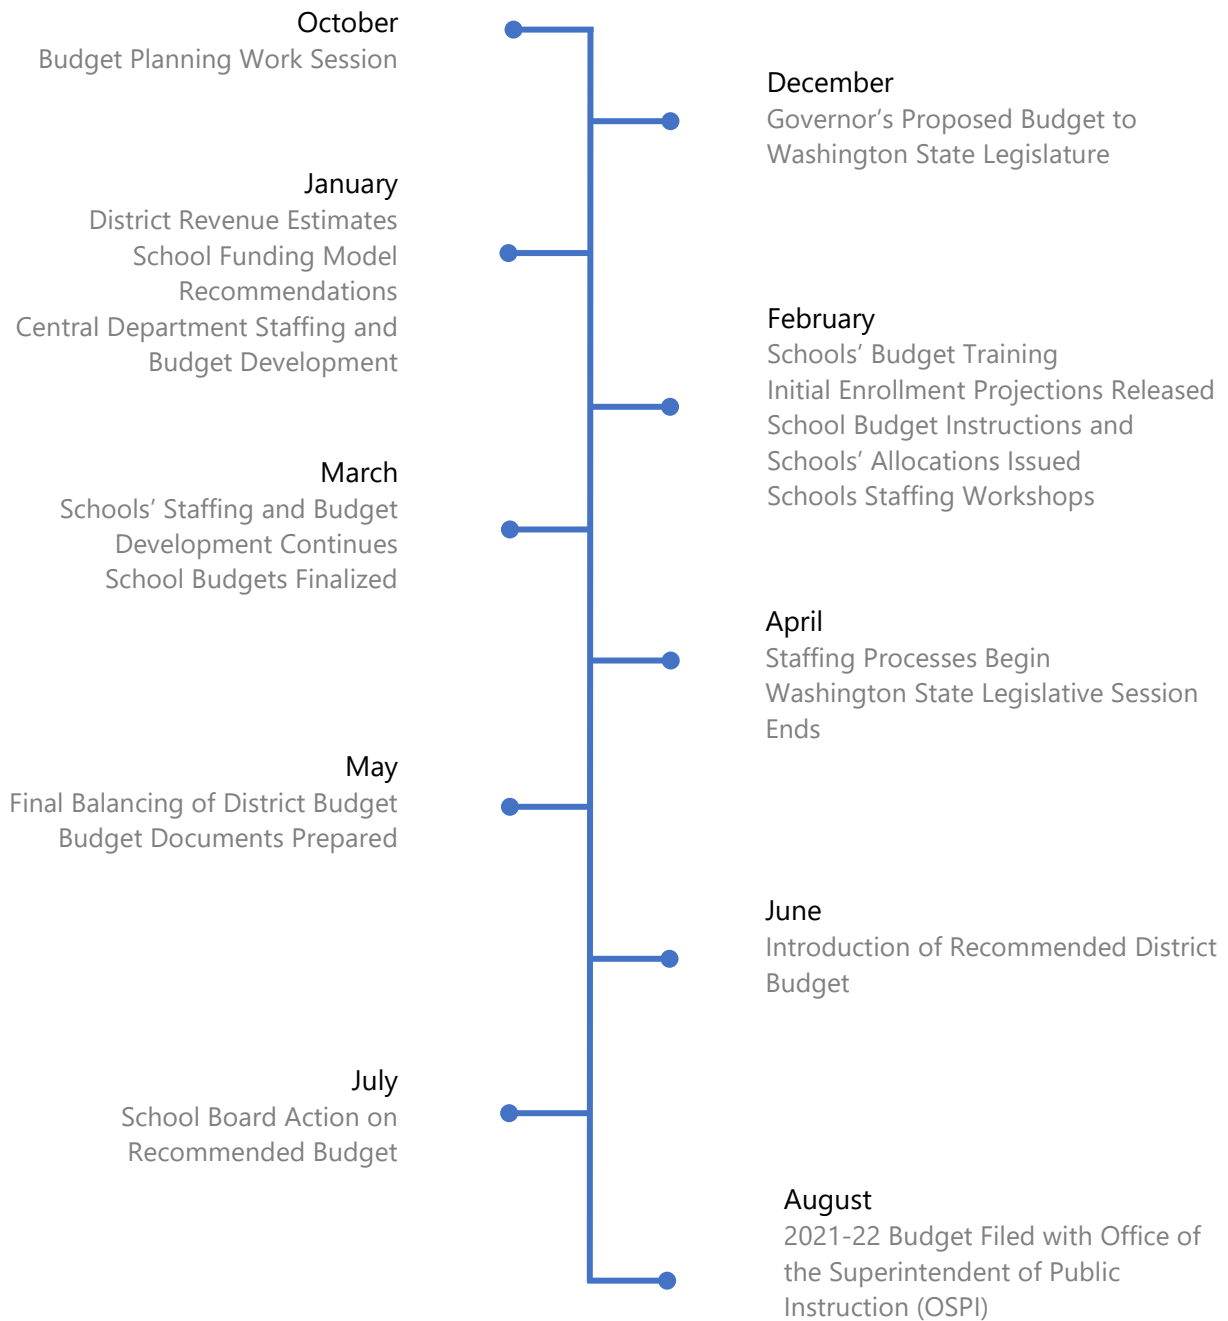 October
Budget Planning Work Session
December
Governor’s Proposed Budget to
Washington State Legislature
January
District Revenue Estimates
School Funding Model
Recommendations
Central Department Staffing and
Budget Development
February
Schools’ Budget Training
Initial Enrollment Projections Released
School Budget Instructions and
Schools’ Allocations Issued
Schools Staffing Workshops
March
Schools’ Staffing and Budget
Development Continues
School Budgets Finalized
April
Staffing Processes Begin
Washington State Legislative Session
Ends
May
Final Balancing of District Budget
Budget Documents Prepared
June
Introduction of Recommended District
Budget
July
School Board Action on
Recommended Budget
August
2021-22 Budget Filed with Office of
the Superintendent of Public
Instruction (OSPI)